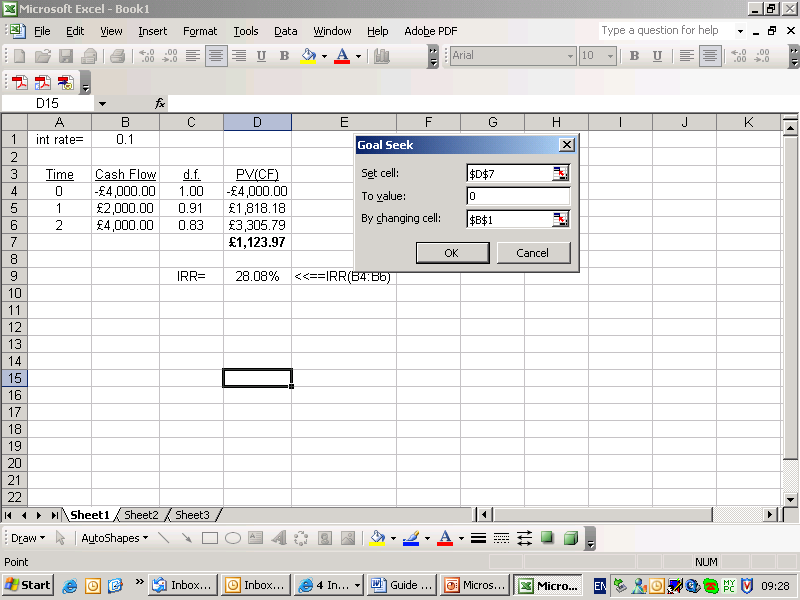 Microsoft Excel - Book1
File Edit View Insert Format Tools Data Window Help Adobe PDF
Type a question for help
Arial 10
D15 fx
A B C D E F G H I J K
1 int rate= 0.1
2
3 Time Cash Flow d.f. PV(CF)
4 0 -£4,000.00 1.00 -£4,000.00
5 1 £2,000.00 0.91 £1,818.18
6 2 £4,000.00 0.83 £3,305.79
7 £1,123.97
8
9 IRR= 28.08% <<==IRR(B4:B6)
10
11
12
13
14
15
16
17
18
19
20
21
22
Goal Seek
Set cell: $D$7
To value: 0
By changing cell: $B$1
OK Cancel
Sheet1 Sheet2 Sheet3
Draw AutoShapes
Point NUM
Start Inbox... Inbox... 4 In... Guide ... Micros... Micro... EN 09:28